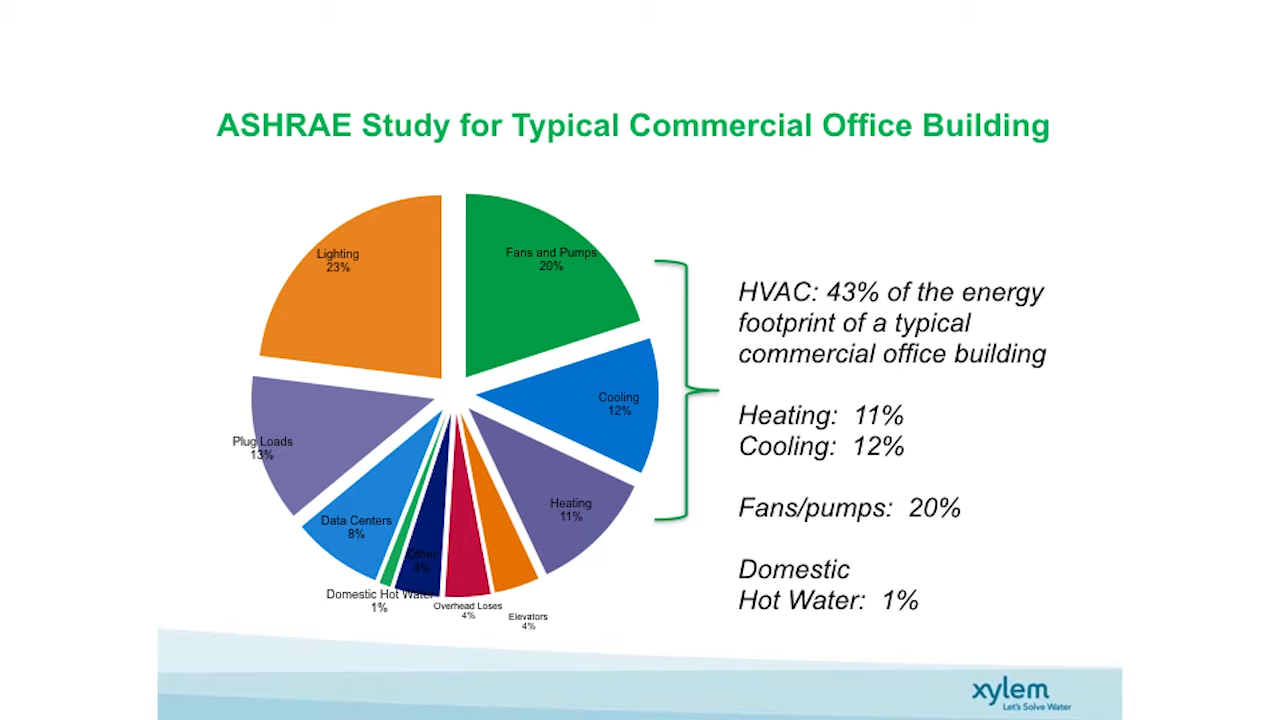 ASHRAE Study for Typical Commercial Office Building
Lighting
23%
Fans and Pumps
20%
Cooling
12%
Heating
11%
Elevators
4%
Overhead Loses
4%
Other
4%
Domestic Hot Water
1%
Data Centers
8%
Plug Loads
13%
HVAC: 43% of the energy
footprint of a typical
commercial office building
Heating: 11%
Cooling: 12%
Fans/pumps: 20%
Domestic
Hot Water: 1%
xylem
Let's Solve Water